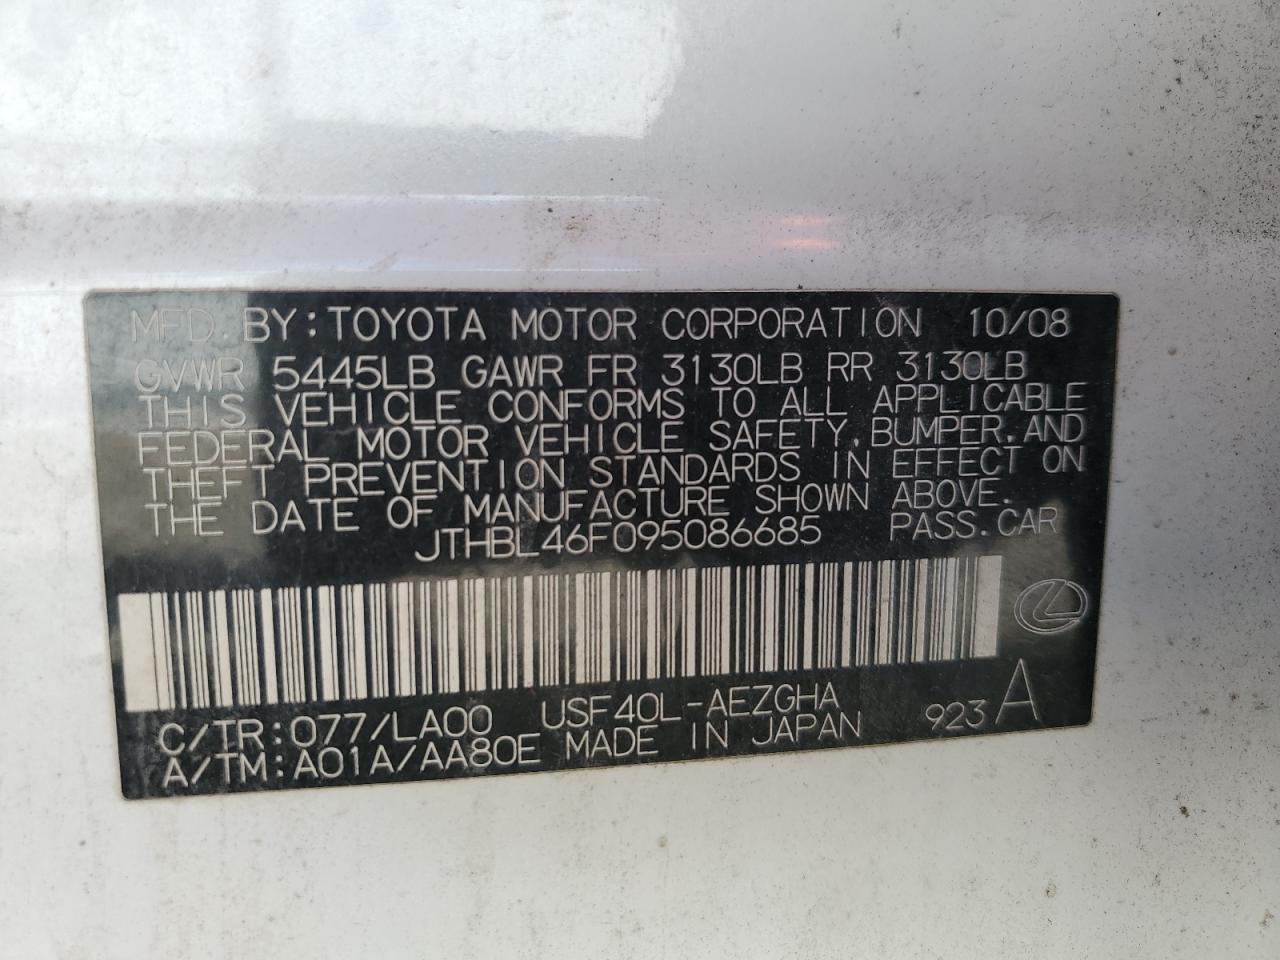 MFD. BY: TOYOTA MOTOR CORPORATION 10/08
GVWR 5445LB GAWR FR 3130LB RR 3130LB
THIS VEHICLE CONFORMS TO ALL APPLICABLE
FEDERAL MOTOR VEHICLE SAFETY, BUMPER, AND
THEFT PREVENTION STANDARDS IN EFFECT ON
THE DATE OF MANUFACTURE SHOWN ABOVE.
JTHBL46F095086685 PASS.CAR
C/TR: 077/LA00 USF40L-AEZGHA 923 A
A/TM: A01A/AA80E MADE IN JAPAN